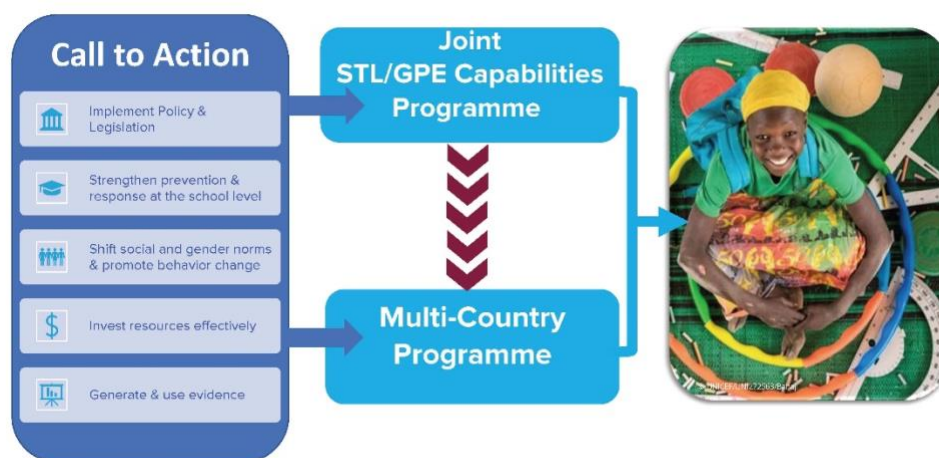 Call to Action
Implement Policy &
Legislation
Strengthen prevention &
response at the school level
Shift social and gender norms
& promote behavior change
Invest resources effectively
Generate & use evidence
Joint
STL/GPE Capabilities
Programme
Multi-Country
Programme